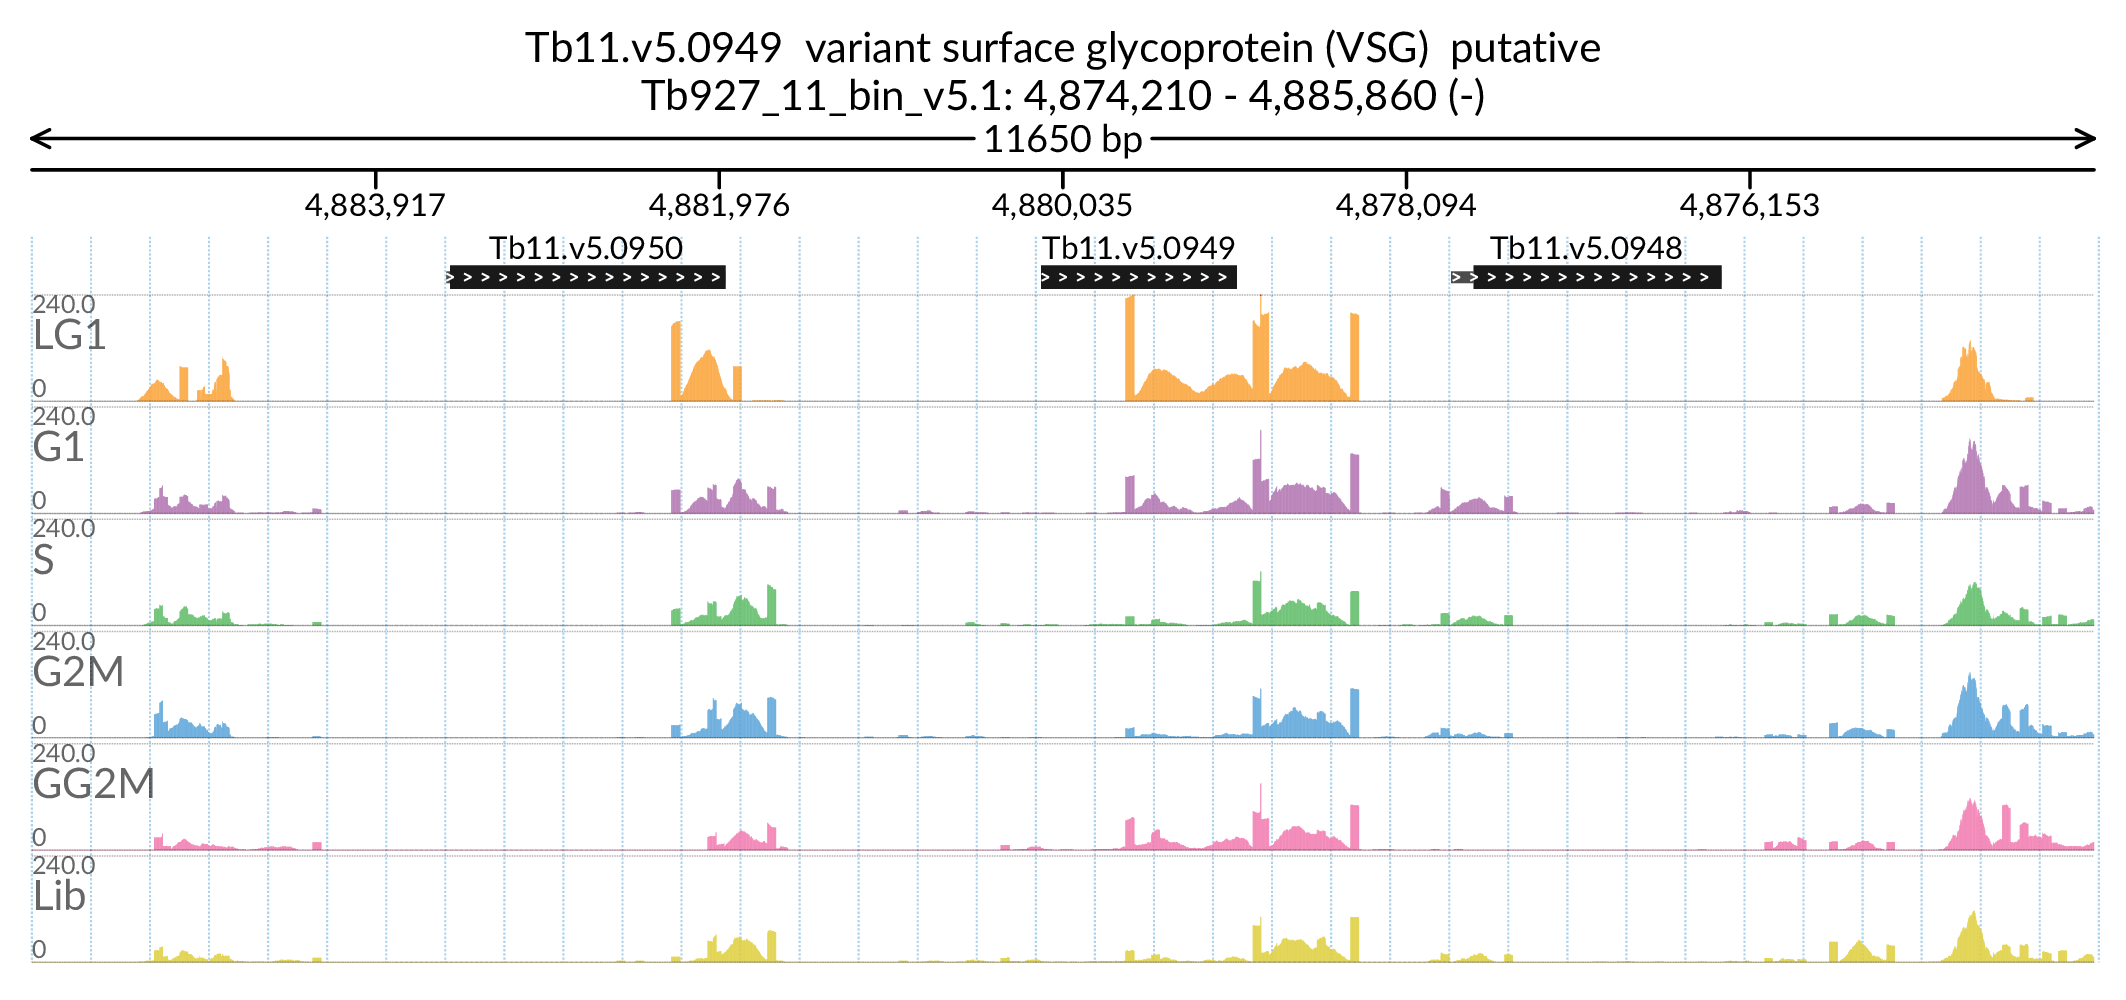 Tb11.v5.0949  variant surface glycoprotein (VSG)  putative
Tb927_11_bin_v5.1: 4,874,210 - 4,885,860 (-)
11650 bp
4,883,917 4,881,976 4,880,035 4,878,094 4,876,153
Tb11.v5.0950 Tb11.v5.0949 Tb11.v5.0948
240.0
LG1
0
240.0
G1
0
240.0
S
0
240.0
G2M
0
240.0
GG2M
0
240.0
Lib
0